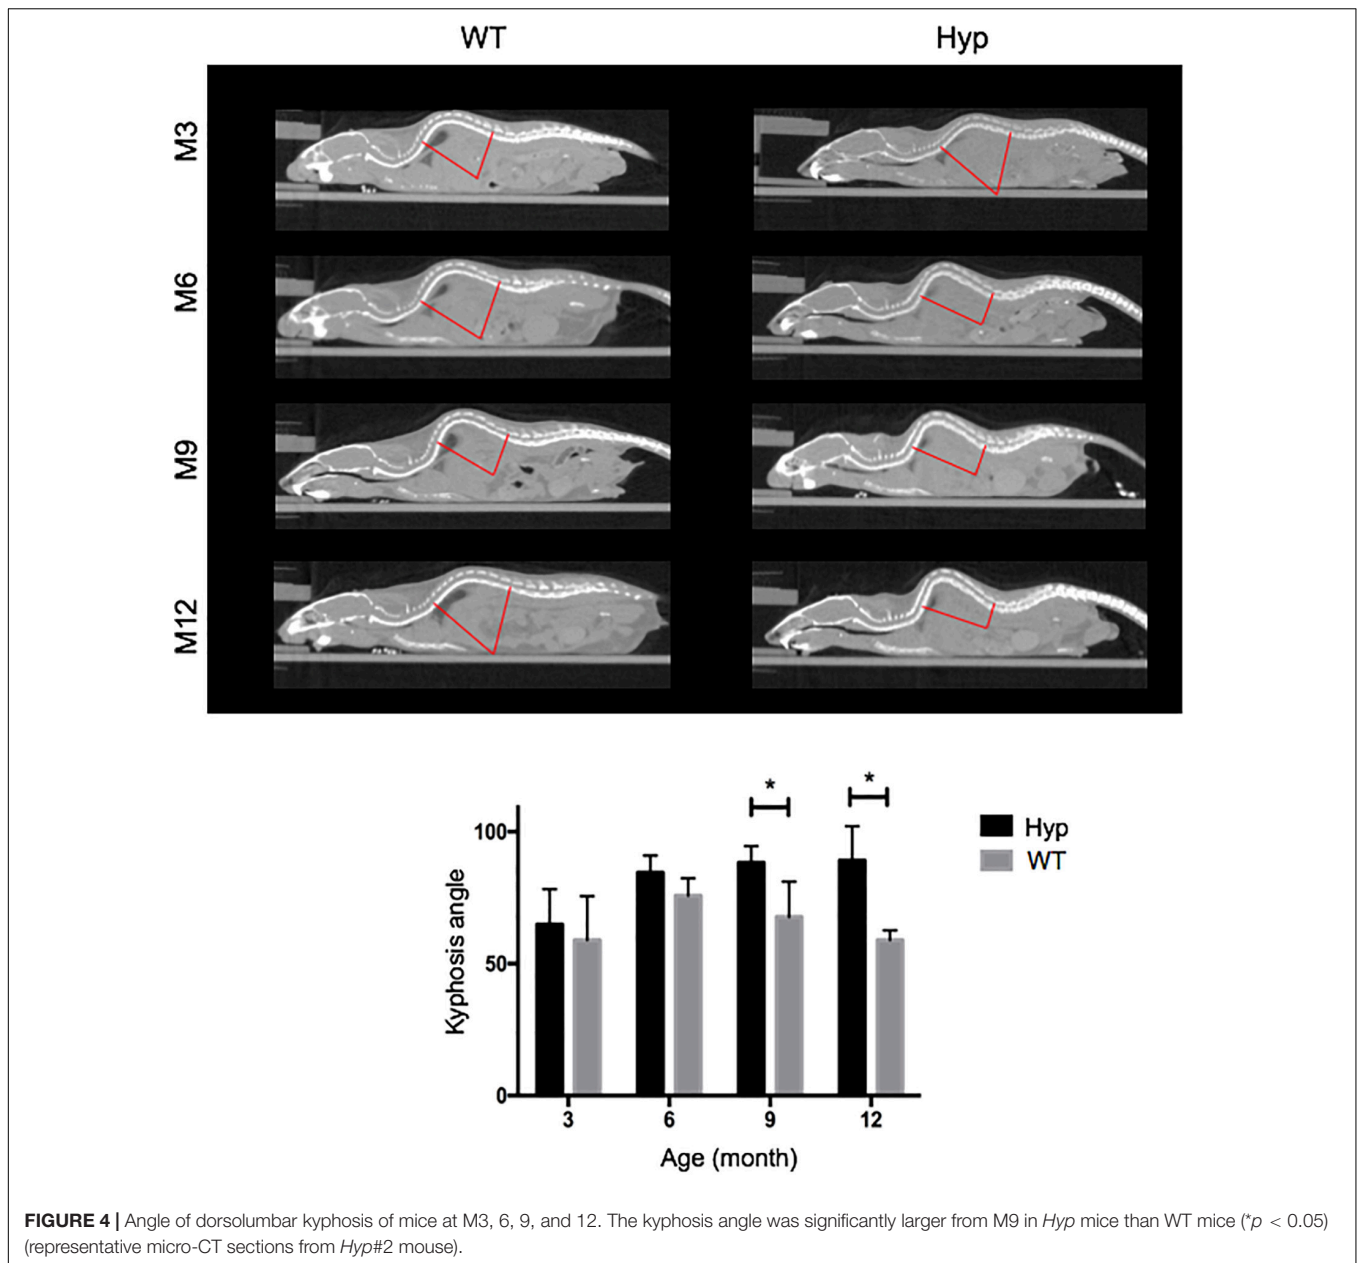 WT Hyp
M3
M6
M9
M12
* *
100
50
0
Kyphosis angle
3 6 9 12
Age (month)
Hyp
WT
FIGURE 4 | Angle of dorsolumbar kyphosis of mice at M3, 6, 9, and 12. The kyphosis angle was significantly larger from M9 in Hyp mice than WT mice (*p < 0.05)
(representative micro-CT sections from Hyp#2 mouse).